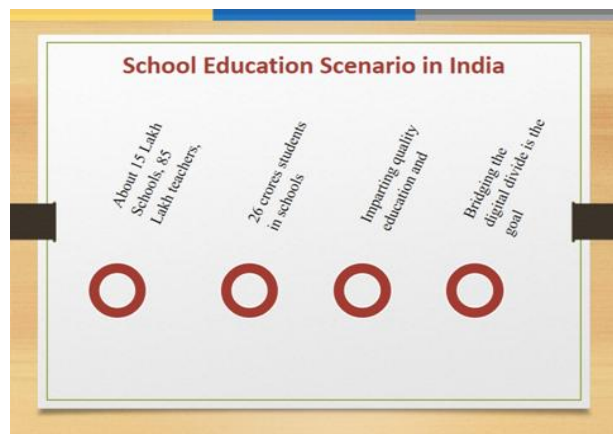 School Education Scenario in India
About 15 Lakh
Schools, 85
Lakh teachers,
26 crores students
in schools
Imparting quality
education and
Bridging the
digital divide is the
goal